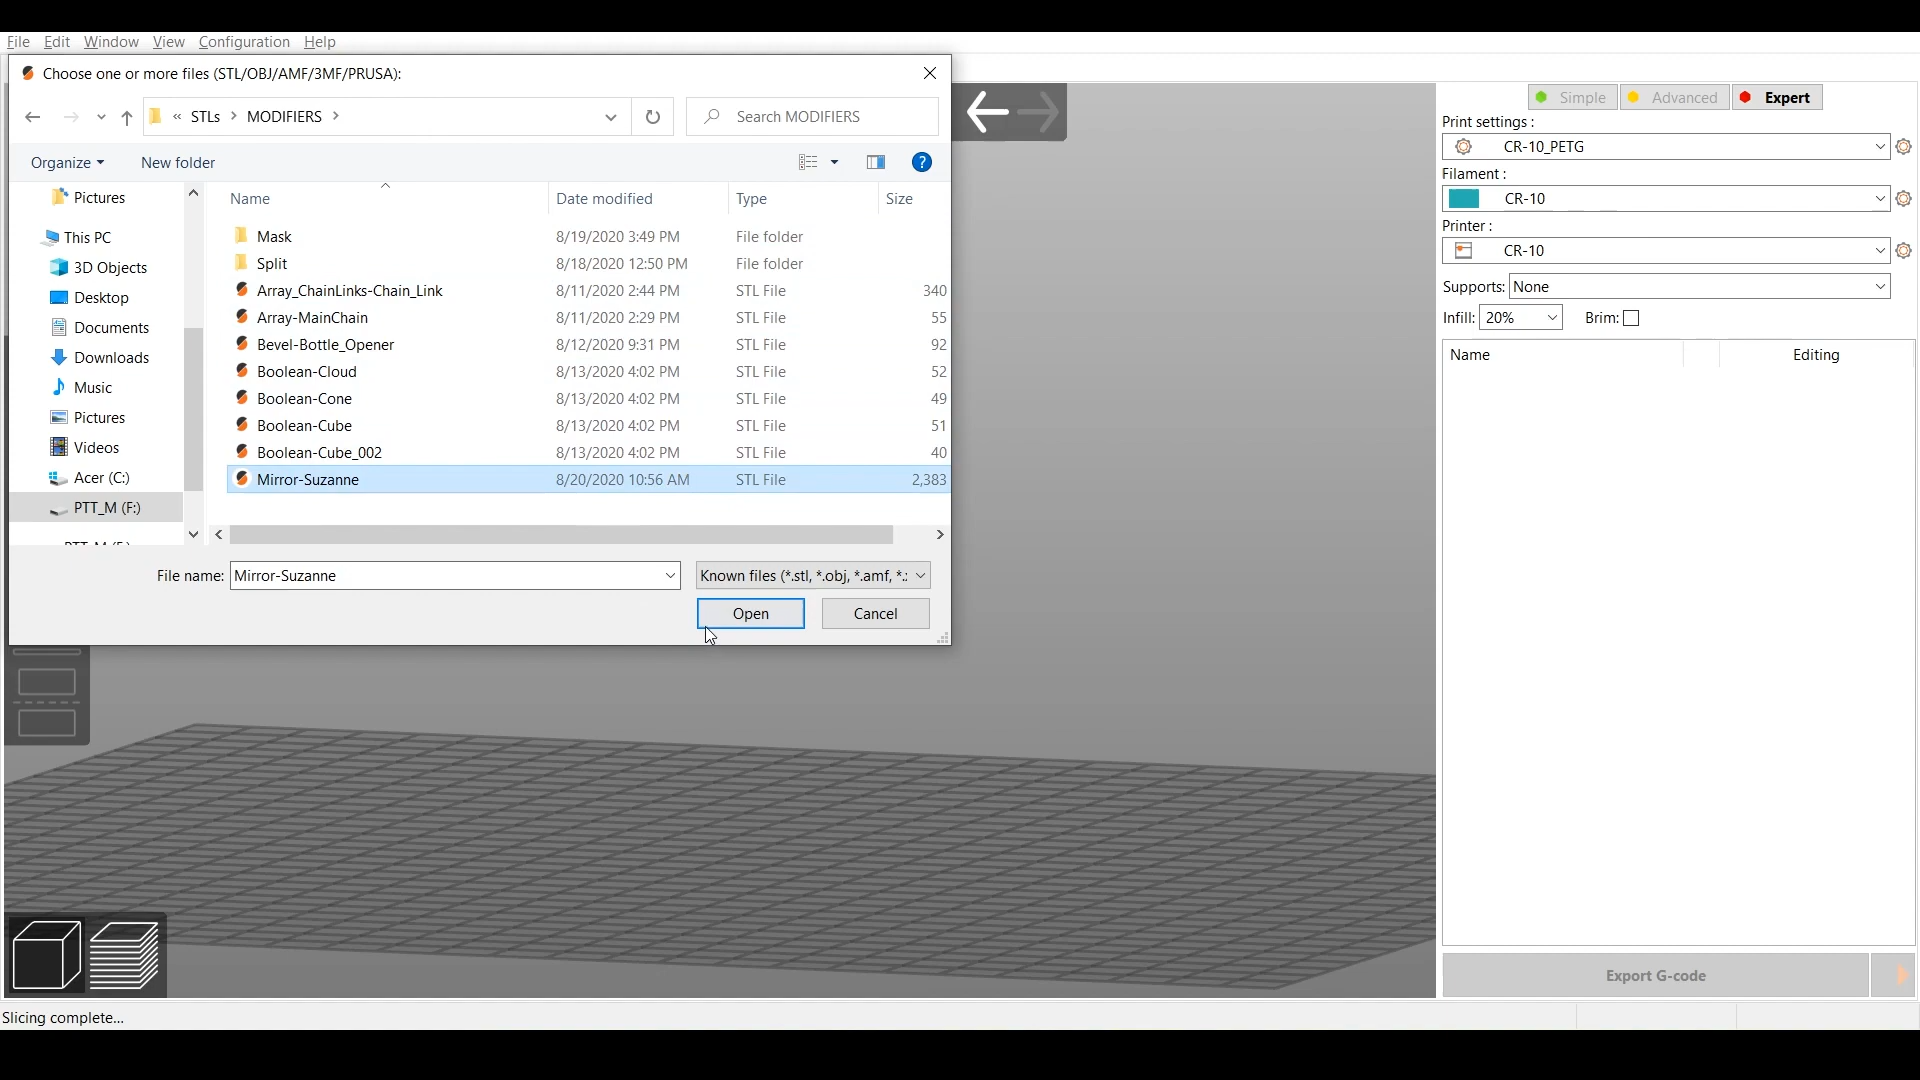 File Edit Window View Configuration Help
Choose one or more files (STL/OBJ/AMF/3MF/PRUSA):
« STLs > MODIFIERS >
Search MODIFIERS
Organize New folder
Pictures
This PC
3D Objects
Desktop
Documents
Downloads
Music
Pictures
Videos
Acer (C:)
PTT_M (F:)
Name Date modified Type Size
Mask 8/19/2020 3:49 PM File folder
Split 8/18/2020 12:50 PM File folder
Array_ChainLinks-Chain_Link 8/11/2020 2:44 PM STL File 340
Array-MainChain 8/11/2020 2:29 PM STL File 55
Bevel-Bottle_Opener 8/12/2020 9:31 PM STL File 92
Boolean-Cloud 8/13/2020 4:02 PM STL File 52
Boolean-Cone 8/13/2020 4:02 PM STL File 49
Boolean-Cube 8/13/2020 4:02 PM STL File 51
Boolean-Cube_002 8/13/2020 4:02 PM STL File 40
Mirror-Suzanne 8/20/2020 10:56 AM STL File 2,383
File name: Mirror-Suzanne
Known files (*.stl, *.obj, *.amf, *.:
Open Cancel
Simple Advanced Expert
Print settings :
CR-10_PETG
Filament :
CR-10
Printer :
CR-10
Supports: None
Infill: 20% Brim:
Name Editing
Export G-code
Slicing complete...